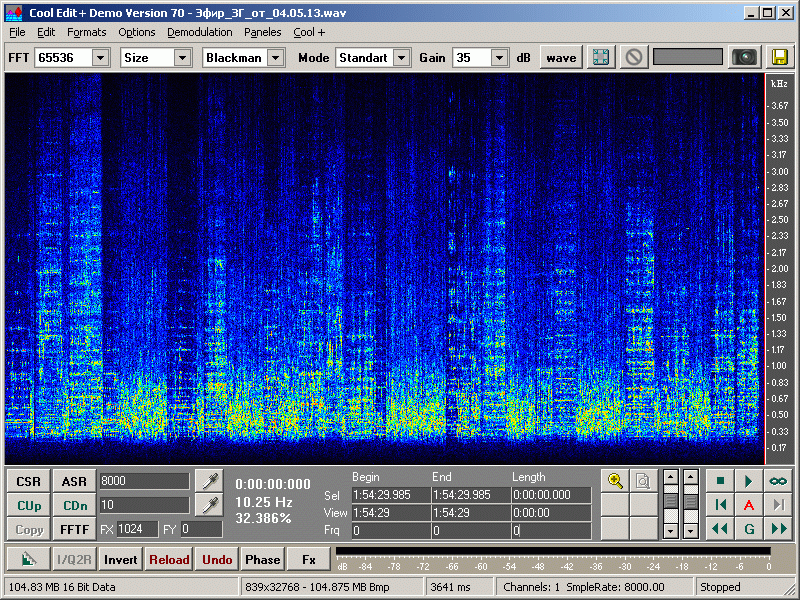 Cool Edit+ Demo Version 70 - Эфир_ЗГ_от_04.05.13.wav
File Edit Formats Options Demodulation Paneles Cool +
FFT 65536 Size Blackman Mode Standart Gain 35 dB wave
kHz
3.67
3.50
3.33
3.17
3.00
2.83
2.67
2.50
2.33
2.17
2.00
1.83
1.67
1.50
1.33
1.17
1.00
0.83
0.67
0.50
0.33
0.17
CSR ASR 8000
CUp CDn 10
Copy FFTF FX 1024 FY 0
0:00:00:000
10.25 Hz
32.386%
Begin End Length
Sel 1:54:29.985 1:54:29.985 0:00:00.000
View 1:54:29 1:54:29 0:00:00
Frq 0 0 0
A
G
I/Q2R Invert Reload Undo Phase Fx
dB -84 -78 -72 -66 -60 -54 -48 -42 -36 -30 -24 -18 -12 -6 0
104.83 MB 16 Bit Data 839x32768 - 104.875 MB Bmp 3641 ms Channels: 1 SmpleRate: 8000.00 Stopped